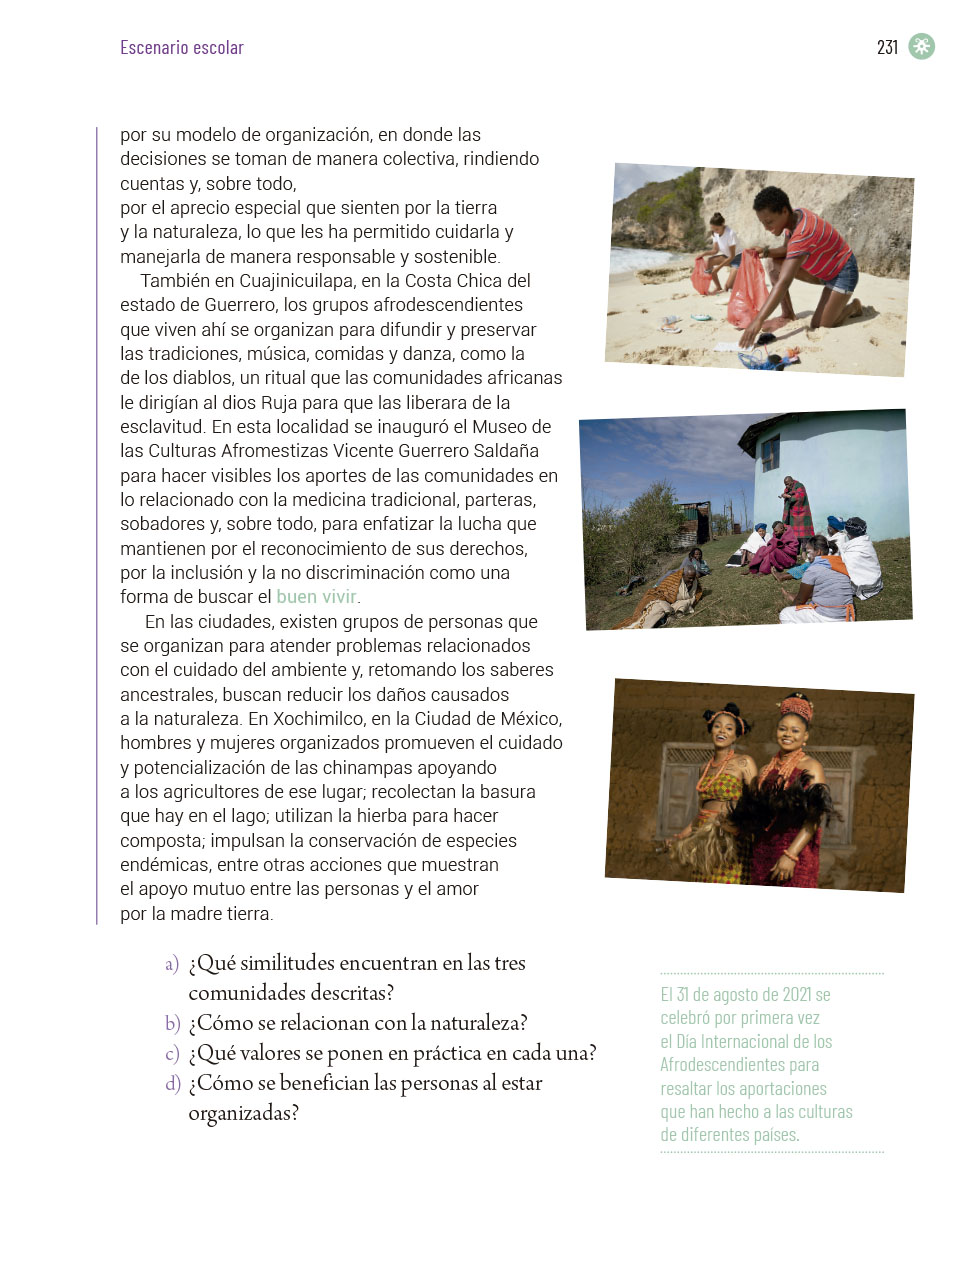 Escenario escolar
231
por su modelo de organización, en donde las
decisiones se toman de manera colectiva, rindiendo
cuentas y, sobre todo,
por el aprecio especial que sienten por la tierra
y la naturaleza, lo que les ha permitido cuidarla y
manejarla de manera responsable y sostenible.
También en Cuajinicuilapa, en la Costa Chica del
estado de Guerrero, los grupos afrodescendientes
que viven ahí se organizan para difundir y preservar
las tradiciones, música, comidas y danza, como la
de los diablos, un ritual que las comunidades africanas
le dirigían al dios Ruja para que las liberara de la
esclavitud. En esta localidad se inauguró el Museo de
las Culturas Afromestizas Vicente Guerrero Saldaña
para hacer visibles los aportes de las comunidades en
lo relacionado con la medicina tradicional, parteras,
sobadores y, sobre todo, para enfatizar la lucha que
mantienen por el reconocimiento de sus derechos,
por la inclusión y la no discriminación como una
forma de buscar el buen vivir.
En las ciudades, existen grupos de personas que
se organizan para atender problemas relacionados
con el cuidado del ambiente y, retomando los saberes
ancestrales, buscan reducir los daños causados
a la naturaleza. En Xochimilco, en la Ciudad de México,
hombres y mujeres organizados promueven el cuidado
y potencialización de las chinampas apoyando
a los agricultores de ese lugar; recolectan la basura
que hay en el lago; utilizan la hierba para hacer
composta; impulsan la conservación de especies
endémicas, entre otras acciones que muestran
el apoyo mutuo entre las personas y el amor
por la madre tierra.
a) ¿Qué similitudes encuentran en las tres
comunidades descritas?
b) ¿Cómo se relacionan con la naturaleza?
c) ¿Qué valores se ponen en práctica en cada una?
d) ¿Cómo se benefician las personas al estar
organizadas?
El 31 de agosto de 2021 se
celebró por primera vez
el Día Internacional de los
Afrodescendientes para
resaltar los aportaciones
que han hecho a las culturas
de diferentes países.